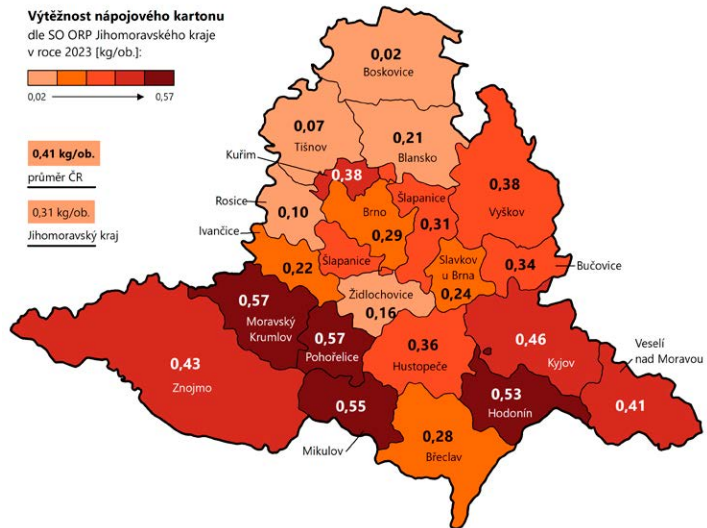 Výtěžnost nápojového kartonu
dle SO ORP Jihomoravského kraje
v roce 2023 [kg/ob.]:
0,02
0,57
0,41 kg/ob.
průměr ČR
0,31 kg/ob.
Jihomoravský kraj
0,02
Boskovice
0,07
Tišnov
0,21
Blansko
Kuřim
0,38
0,38
Vyškov
Rosice
0,10
Brno
0,29
Šlapanice
0,31
Ivančice
0,22
Šlapanice
Slavkov
u Brna
0,24
0,34
Bučovice
Židlochovice
0,16
0,57
Moravský
Krumlov
0,57
Pohořelice
0,36
Hustopeče
0,46
Kyjov
Veselí
nad Moravou
0,43
Znojmo
0,55
Mikulov
0,53
Hodonín
0,41
0,28
Břeclav